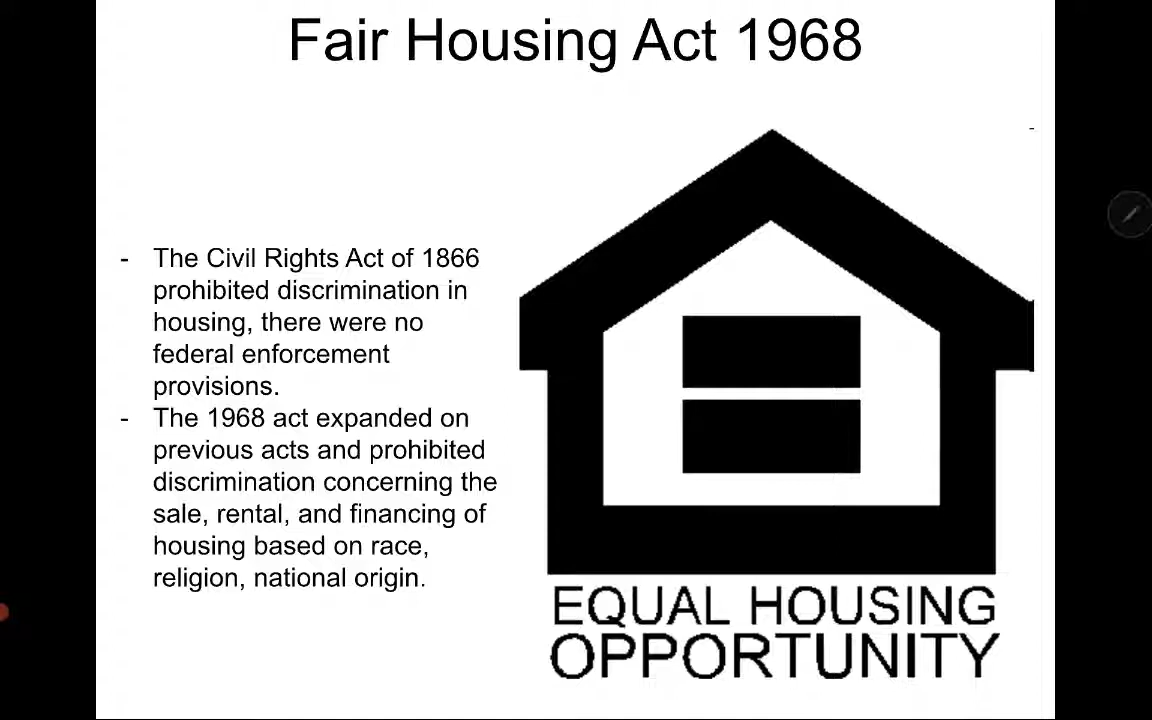 Fair Housing Act 1968
- The Civil Rights Act of 1866
prohibited discrimination in
housing, there were no
federal enforcement
provisions.
- The 1968 act expanded on
previous acts and prohibited
discrimination concerning the
sale, rental, and financing of
housing based on race,
religion, national origin.
-
EQUAL HOUSING
OPPORTUNITY